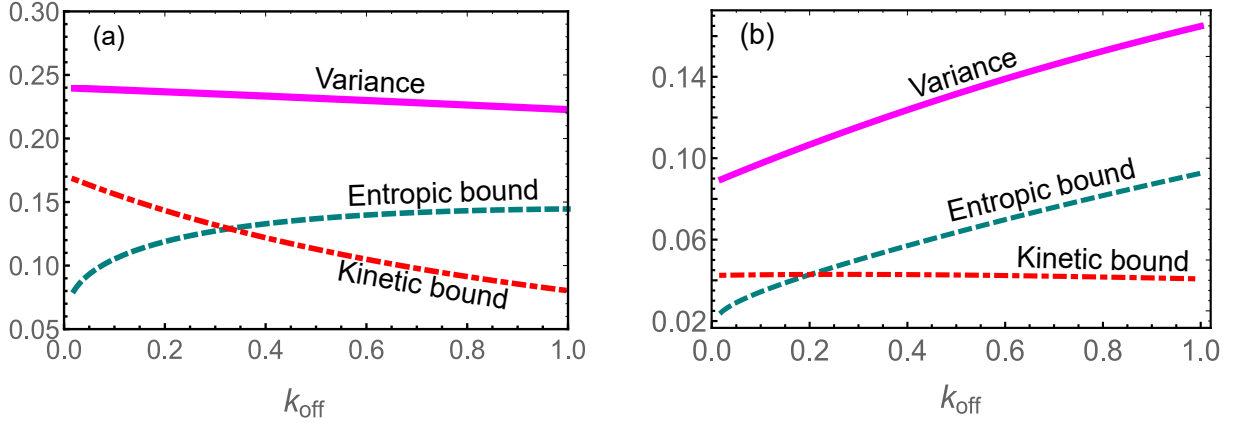 (a)
0.30
0.25
0.20
0.15
0.10
0.05
Variance
Entropic bound
Kinetic bound
0.0 0.2 0.4 0.6 0.8 1.0
k_off
(b)
0.14
0.10
0.06
0.02
Variance
Entropic bound
Kinetic bound
0.0 0.2 0.4 0.6 0.8 1.0
k_off